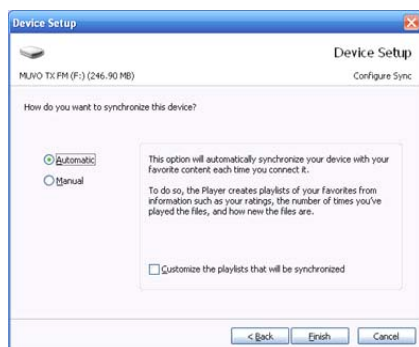 Device Setup
Device Setup
MUVO TX FM (F:) (246.90 MB)
Configure Sync
How do you want to synchronize this device?
Automatic
Manual
This option will automatically synchronize your device with your
favorite content each time you connect it.
To do so, the Player creates playlists of your favorites from
information such as your ratings, the number of times you've
played the files, and how new the files are.
Customize the playlists that will be synchronized
< Back
Finish
Cancel